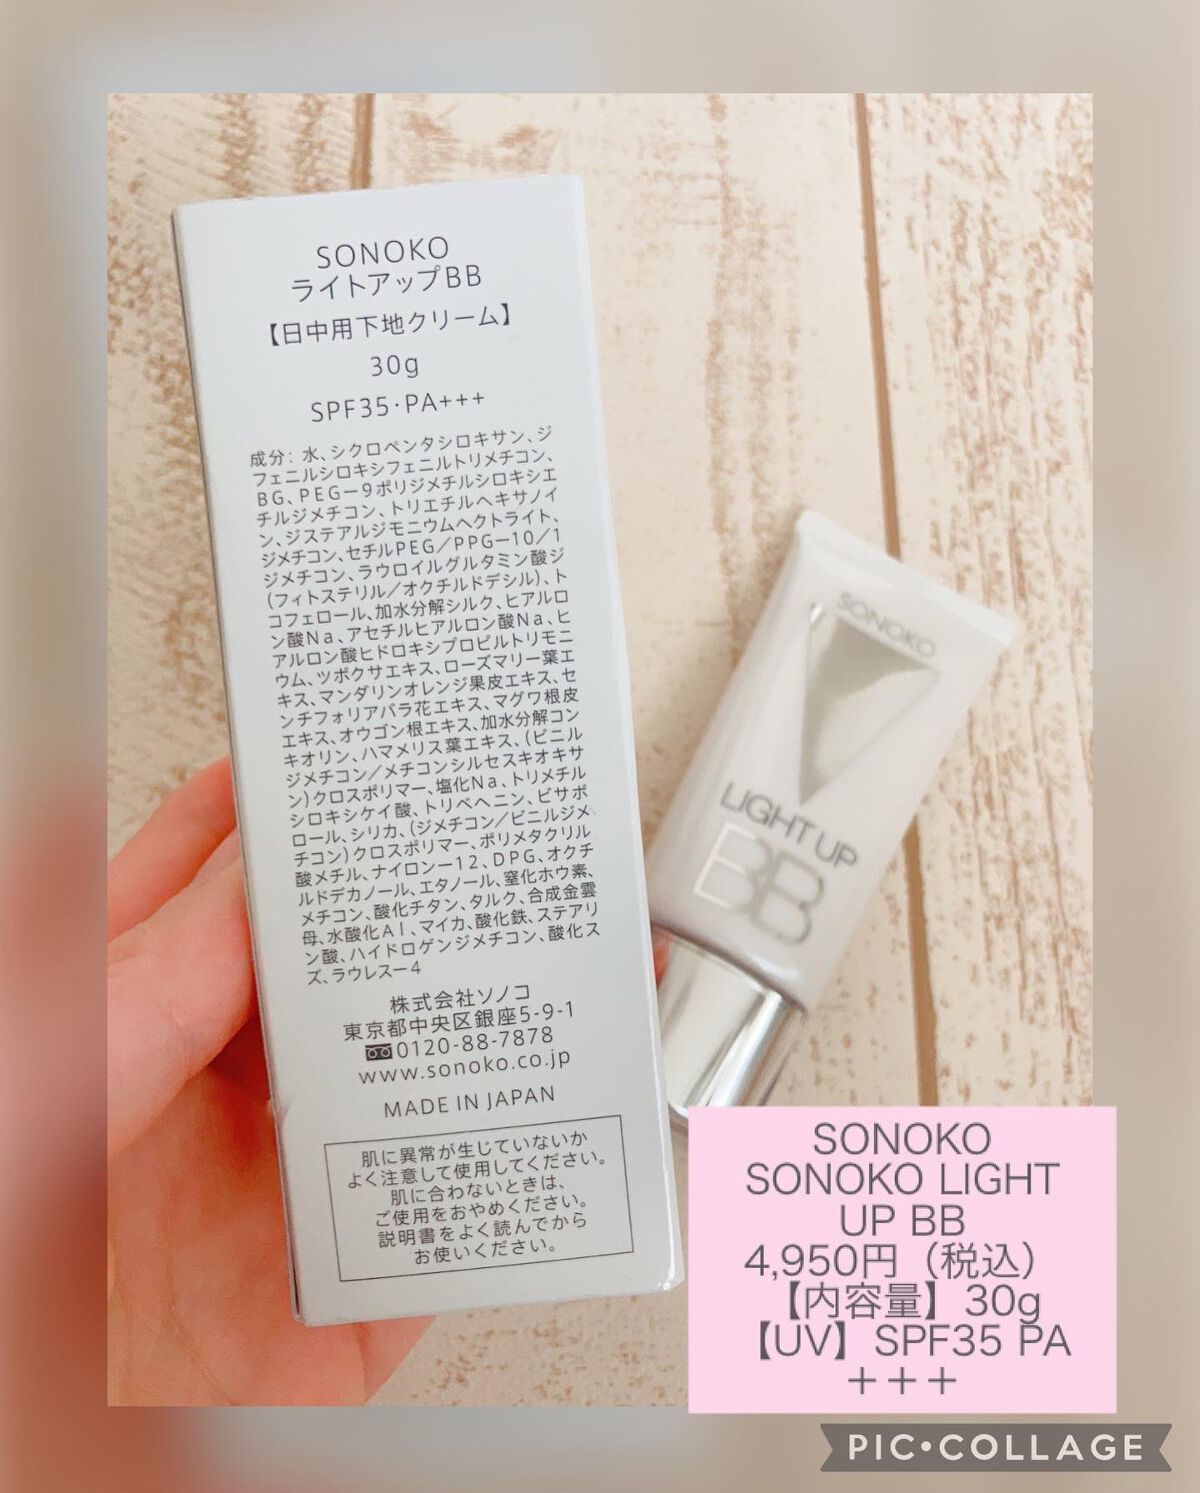 SONOKO
ライトアップBB
【日中用下地クリーム】
30g
SPF35・PA+++
成分：水、シクロペンタシロキサン、ジ
フェニルシロキシフェニルトリメチコン、
BG、PEG－9ポリジメチルシロキシエ
チルジメチコン、トリエチルヘキサノイ
ン、ジステアルジモニウムヘクトライト、
ジメチコン、セチルPEG／PPG－10／1
ジメチコン、ラウロイルグルタミン酸ジ
(フィトステリル／オクチルドデシル)、ト
コフェロール、加水分解シルク、ヒアルロ
ン酸Na、アセチルヒアルロン酸Na、ヒ
アルロン酸ヒドロキシプロピルトリモニ
ウム、ツボクサエキス、ローズマリー葉エ
キス、マンダリンオレンジ果皮エキス、セ
ンチフォリアバラ花エキス、マグワ根皮
エキス、オウゴン根エキス、加水分解コン
キオリン、ハマメリス葉エキス、(ビニル
ジメチコン／メチコンシルセスキオキサ
ン)クロスポリマー、塩化Na、トリメチル
シロキシケイ酸、トリベヘニン、ビサボ
ロール、シリカ、(ジメチコン／ビニルジメ
チコン)クロスポリマー、ポリメタクリル
酸メチル、ナイロン－12、DPG、オクチ
ルドデカノール、エタノール、窒化ホウ素、
メチコン、酸化チタン、タルク、合成金雲
母、水酸化Al、マイカ、酸化鉄、ステアリ
ン酸、ハイドロゲンジメチコン、酸化ス
ズ、ラウレス－4
株式会社ソノコ
東京都中央区銀座5-9-1
0120-88-7878
www.sonoko.co.jp
MADE IN JAPAN
肌に異常が生じていないか
よく注意して使用してください。
肌に合わないときは、
ご使用をおやめください。
説明書をよく読んでから
お使いください。
SONOKO
LIGHT UP
BB
SONOKO
SONOKO LIGHT
UP BB
4,950円（税込）
【内容量】30g
【UV】SPF35 PA
＋＋＋
PIC•COLLAGE